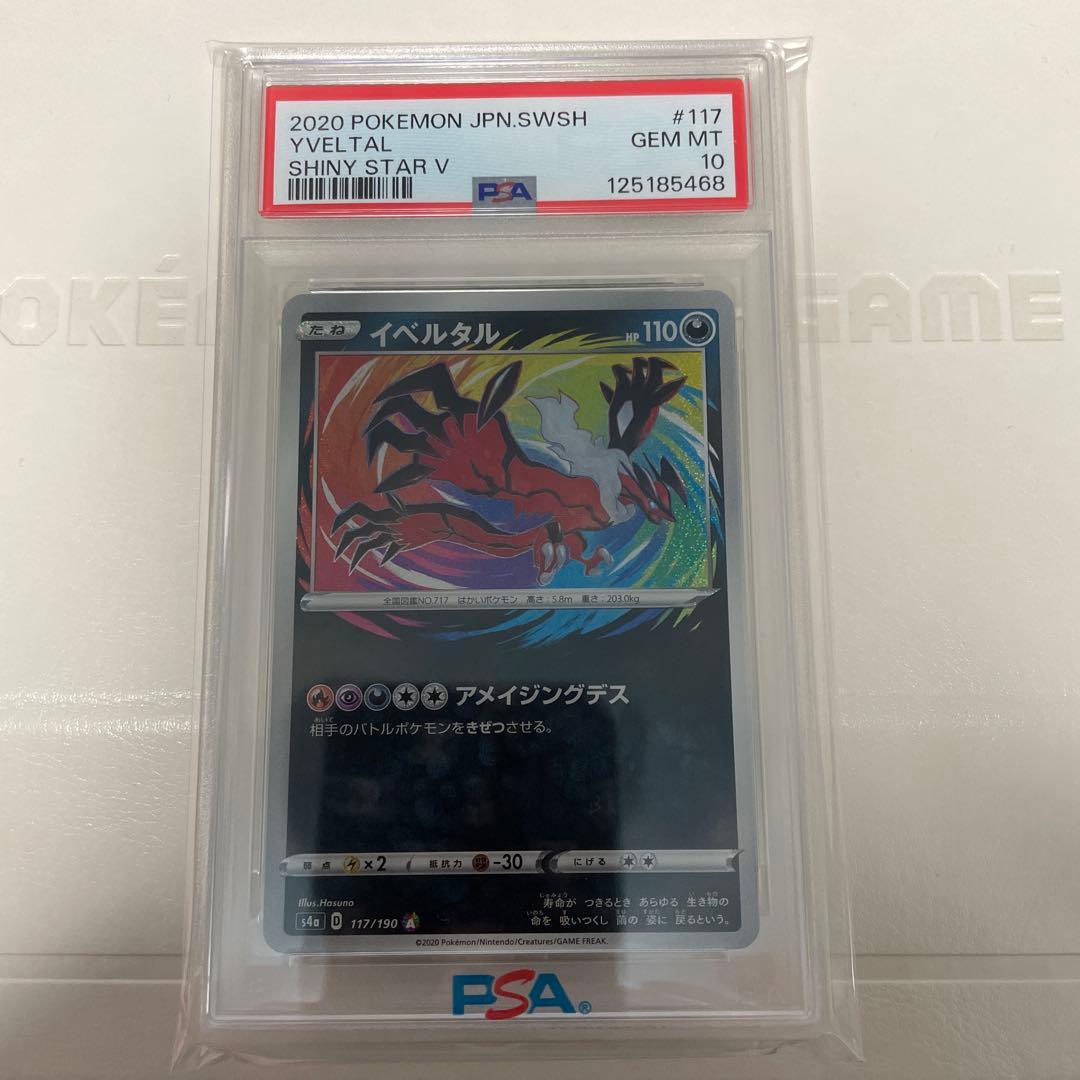 2020 POKEMON JPN.SWSH #117
YVELTAL GEM MT
SHINY STAR V 10
125185468
PSA
GAME
たね イベルタル HP 110
全国図鑑NO.717 はかいポケモン 高さ：5.8m 重さ：203.0kg
アメイジングデス
相手のバトルポケモンをきぜつさせる。
弱点 ×2 抵抗力 -30 にげる
Illus.Hasuno
寿命が つきるとき あらゆる 生き物の
命を 吸いつくし 繭の 姿に 戻るという。
s4a D 117/190 A
©2020 Pokémon/Nintendo/Creatures/GAME FREAK.
PSA®